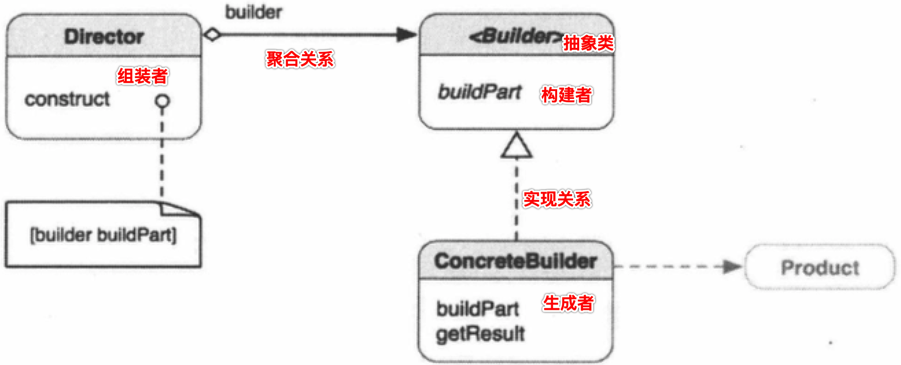 builder
Director
<Builder>
抽象类
聚合关系
组装者
construct
buildPart
构建者
实现关系
[builder buildPart]
ConcreteBuilder
Product
buildPart
生成者
getResult